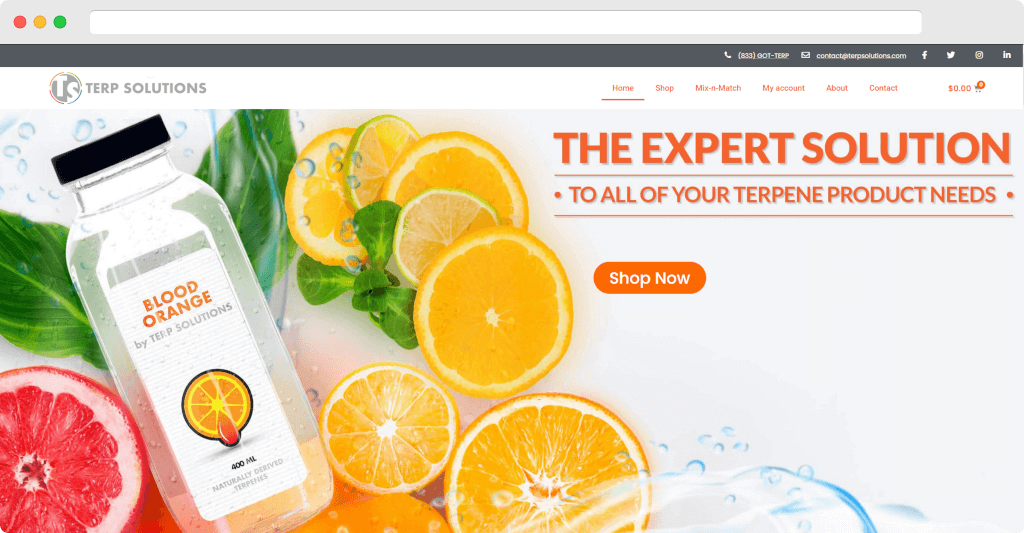 (833) GOT-TERP contact@terpsolutions.com
TS TERP SOLUTIONS
Home Shop Mix-n-Match My account About Contact $0.00 0
THE EXPERT SOLUTION
• TO ALL OF YOUR TERPENE PRODUCT NEEDS •
Shop Now
BLOOD
ORANGE
by TERP SOLUTIONS
400 ML
NATURALLY DERIVED
TERPENES